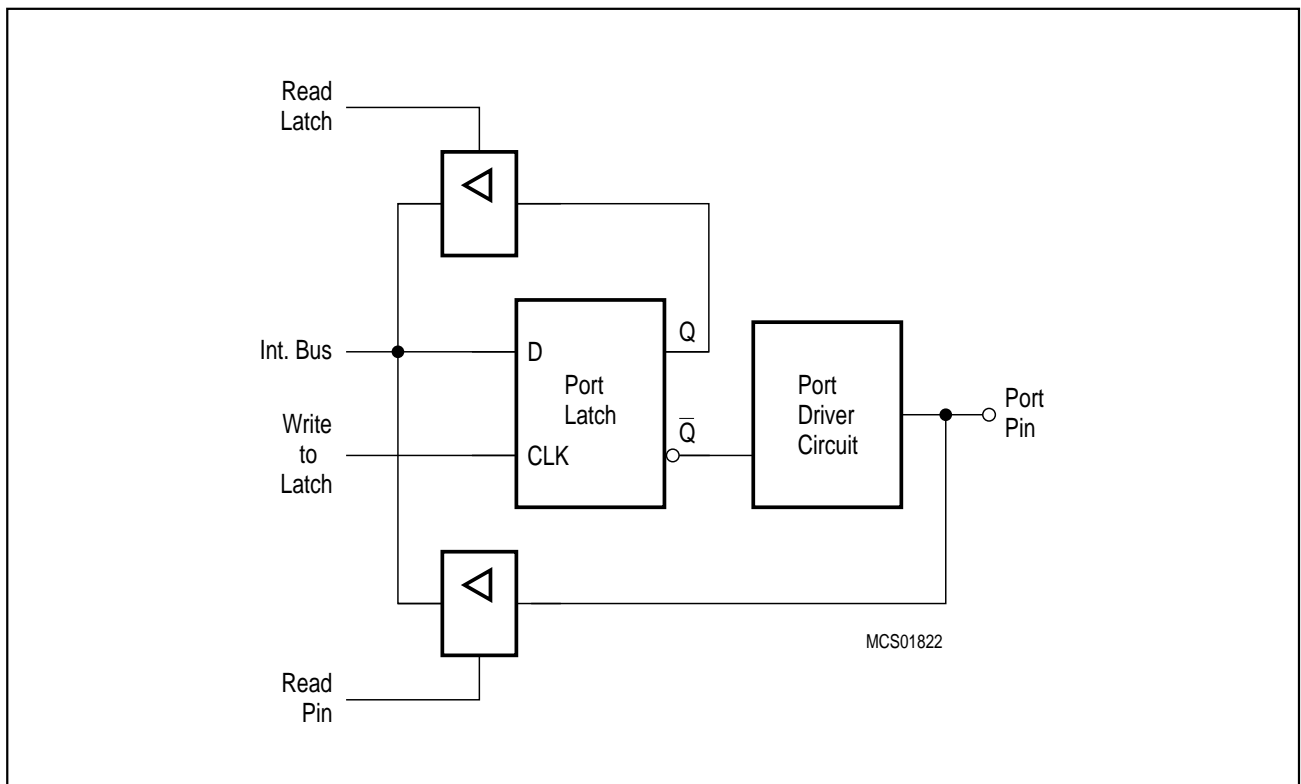 Read
Latch
Q
Int. Bus
D
Port
Latch
Port
Driver
Circuit
Port
Pin
Write
to
Latch
CLK
Q̅
MCS01822
Read
Pin